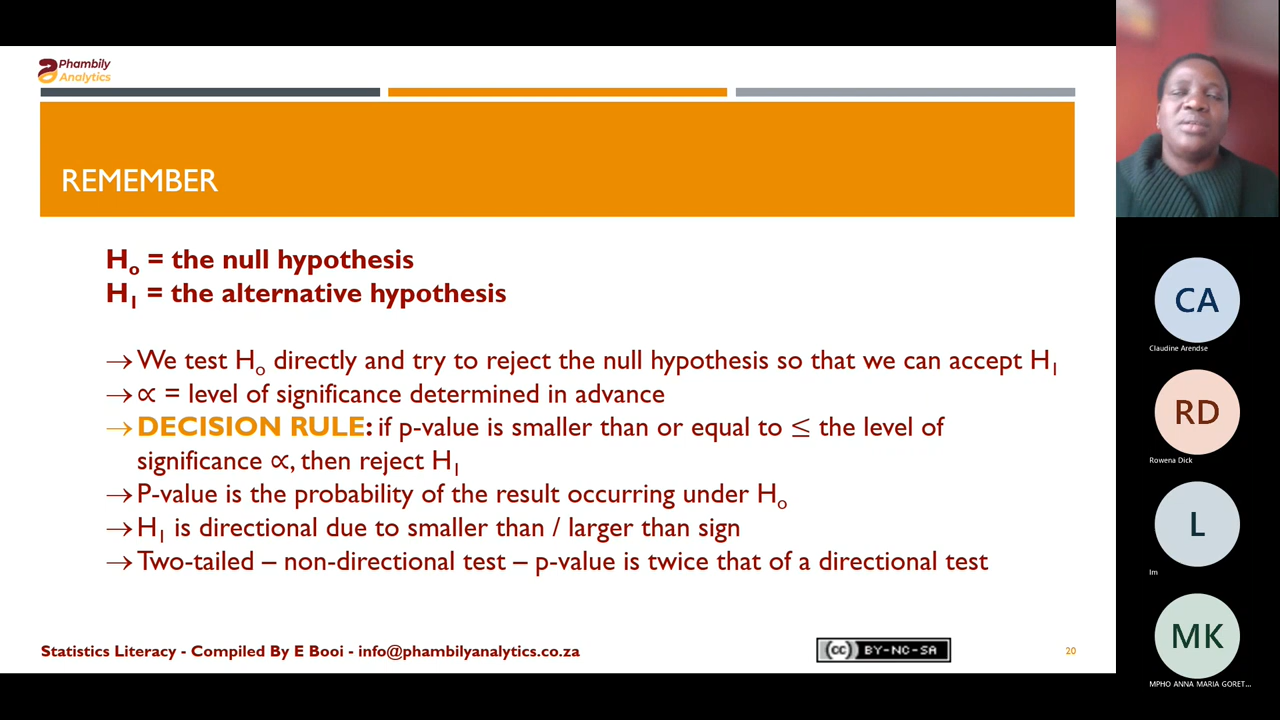 Phambily
Analytics
REMEMBER
Hₒ = the null hypothesis
H₁ = the alternative hypothesis
→We test Hₒ directly and try to reject the null hypothesis so that we can accept H₁
→∝ = level of significance determined in advance
→DECISION RULE: if p-value is smaller than or equal to ≤ the level of
significance ∝, then reject H₁
→P-value is the probability of the result occurring under Hₒ
→H₁ is directional due to smaller than / larger than sign
→Two-tailed – non-directional test – p-value is twice that of a directional test
Statistics Literacy - Compiled By E Booi - info@phambilyanalytics.co.za
cc BY-NC-SA
20
CA
Claudine Arendse
RD
Rowena Dick
L
lm
MK
MPHO ANNA MARIA GORET...